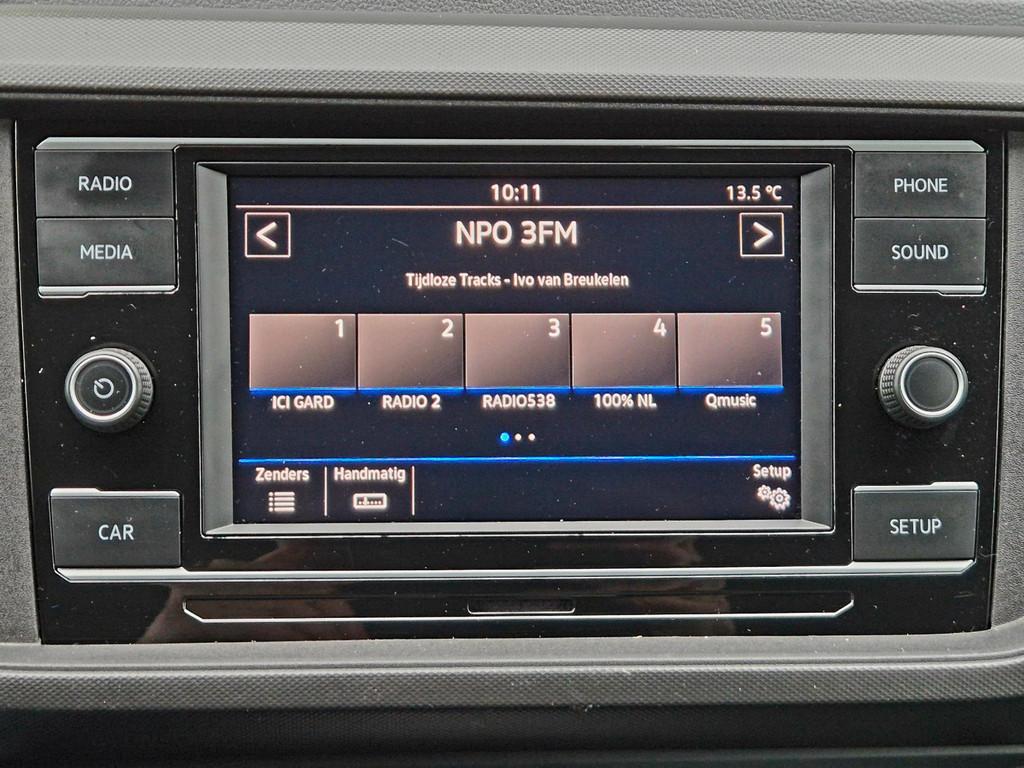 RADIO
MEDIA
CAR
10:11
13.5 °C
< NPO 3FM >
Tijdloze Tracks - Ivo van Breukelen
1 2 3 4 5
ICI GARD RADIO 2 RADIO538 100% NL Qmusic
Zenders Handmatig Setup
PHONE
SOUND
SETUP